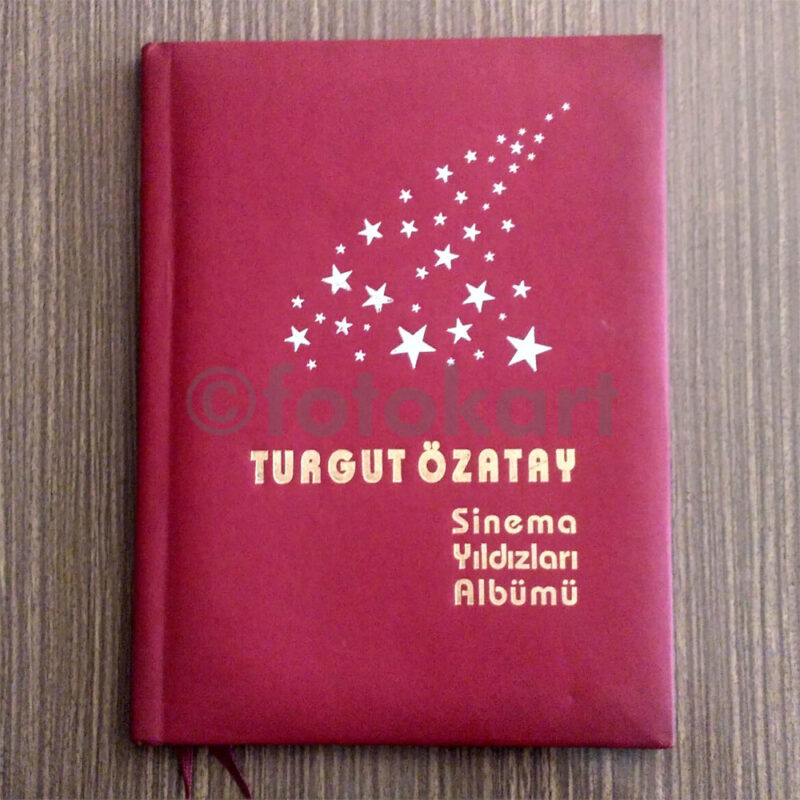 ©fotokart
TURGUT ÖZATAY
Sinema
Yıldızları
Albümü